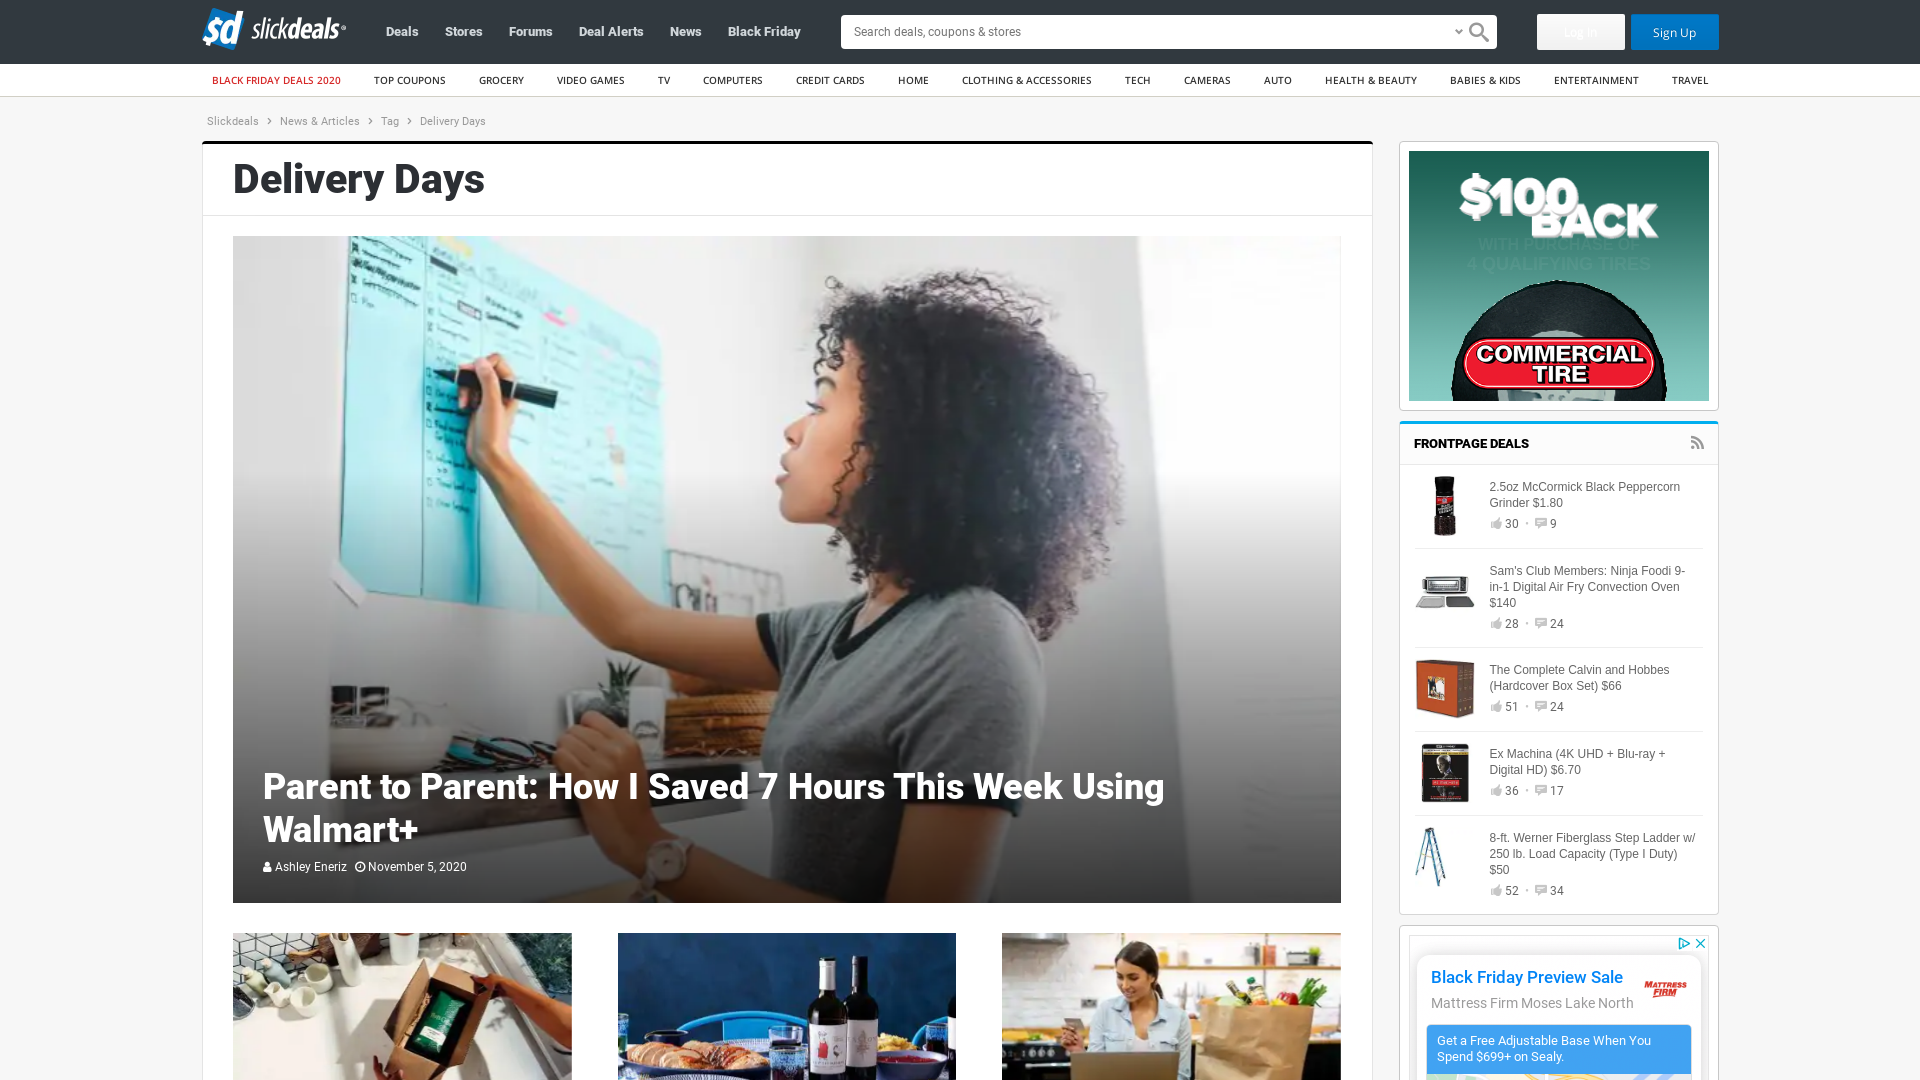 sd slickdeals
Deals
Stores
Forums
Deal Alerts
News
Black Friday
Search deals, coupons & stores
Log In
Sign Up
BLACK FRIDAY DEALS 2020
TOP COUPONS
GROCERY
VIDEO GAMES
TV
COMPUTERS
CREDIT CARDS
HOME
CLOTHING & ACCESSORIES
TECH
CAMERAS
AUTO
HEALTH & BEAUTY
BABIES & KIDS
ENTERTAINMENT
TRAVEL
Slickdeals > News & Articles > Tag > Delivery Days
Delivery Days
Parent to Parent: How I Saved 7 Hours This Week Using
Walmart+
Ashley Eneriz November 5, 2020
$100
BACK
WITH PURCHASE OF
4 QUALIFYING TIRES
COMMERCIAL
TIRE
FRONTPAGE DEALS
2.5oz McCormick Black Peppercorn
Grinder $1.80
30 • 9
Sam's Club Members: Ninja Foodi 9-
in-1 Digital Air Fry Convection Oven
$140
28 • 24
The Complete Calvin and Hobbes
(Hardcover Box Set) $66
51 • 24
Ex Machina (4K UHD + Blu-ray +
Digital HD) $6.70
36 • 17
8-ft. Werner Fiberglass Step Ladder w/
250 lb. Load Capacity (Type I Duty)
$50
52 • 34
Black Friday Preview Sale
Mattress Firm Moses Lake North
MATTRESS
FIRM
Get a Free Adjustable Base When You
Spend $699+ on Sealy.